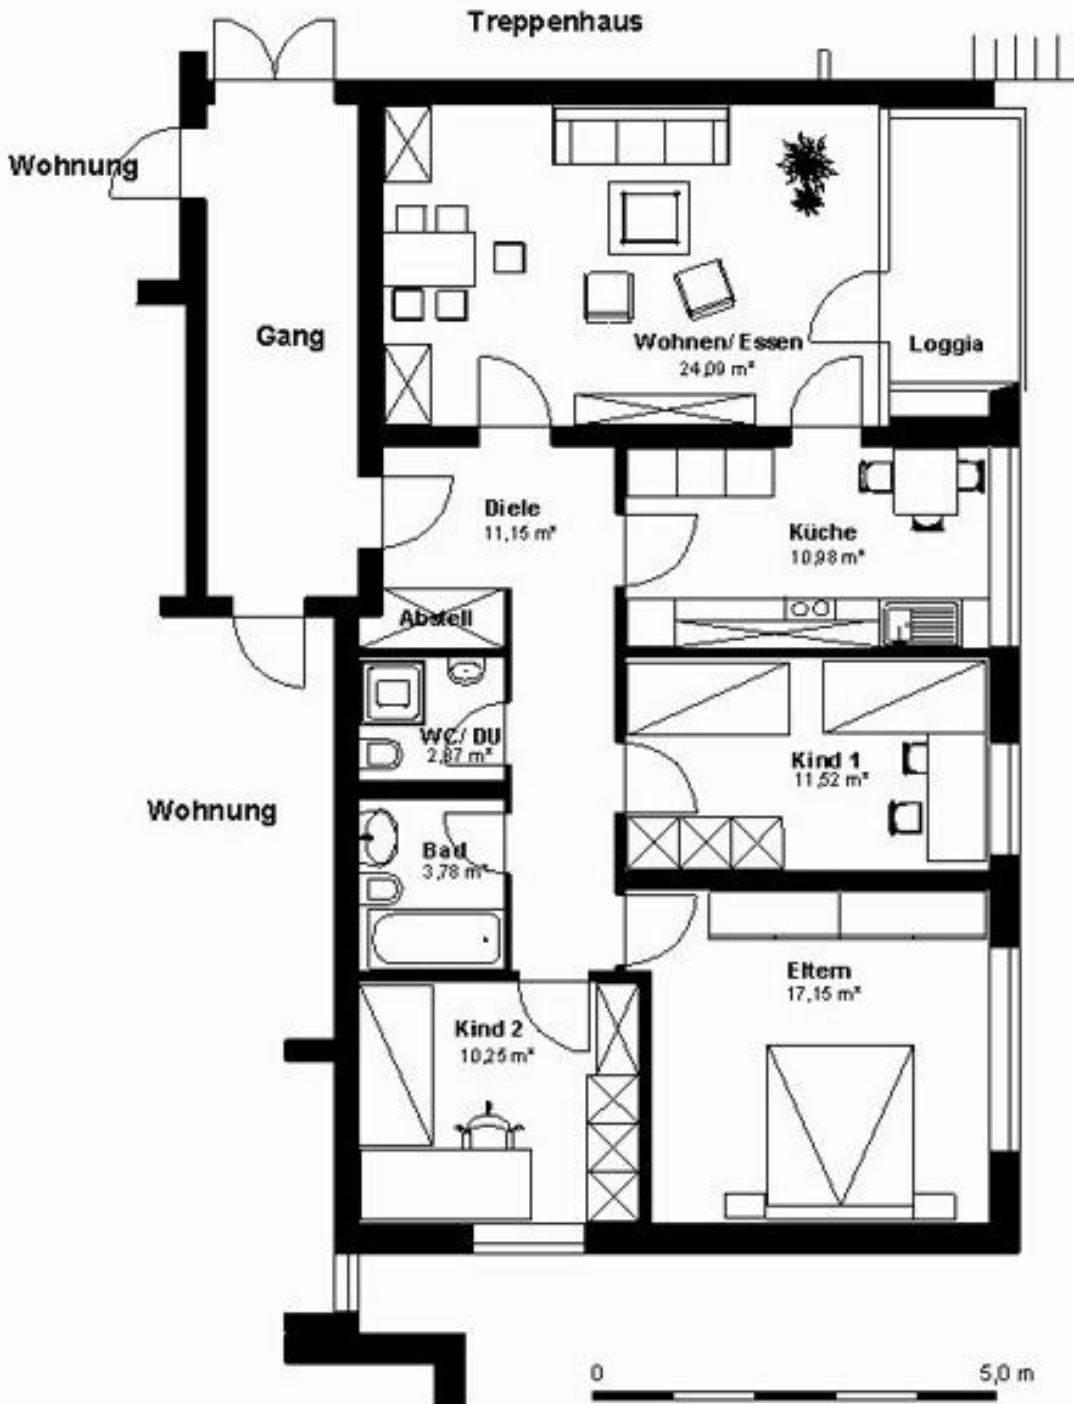 Treppenhaus
Wohnung
Gang
Wohnen/ Essen
24,09 m²
Loggia
Diele
11,15 m²
Küche
10,98 m²
Abstell
WC/ DU
2,87 m²
Kind 1
11,52 m²
Wohnung
Bad
3,78 m²
Eltern
17,15 m²
Kind 2
10,25 m²
0 5,0 m